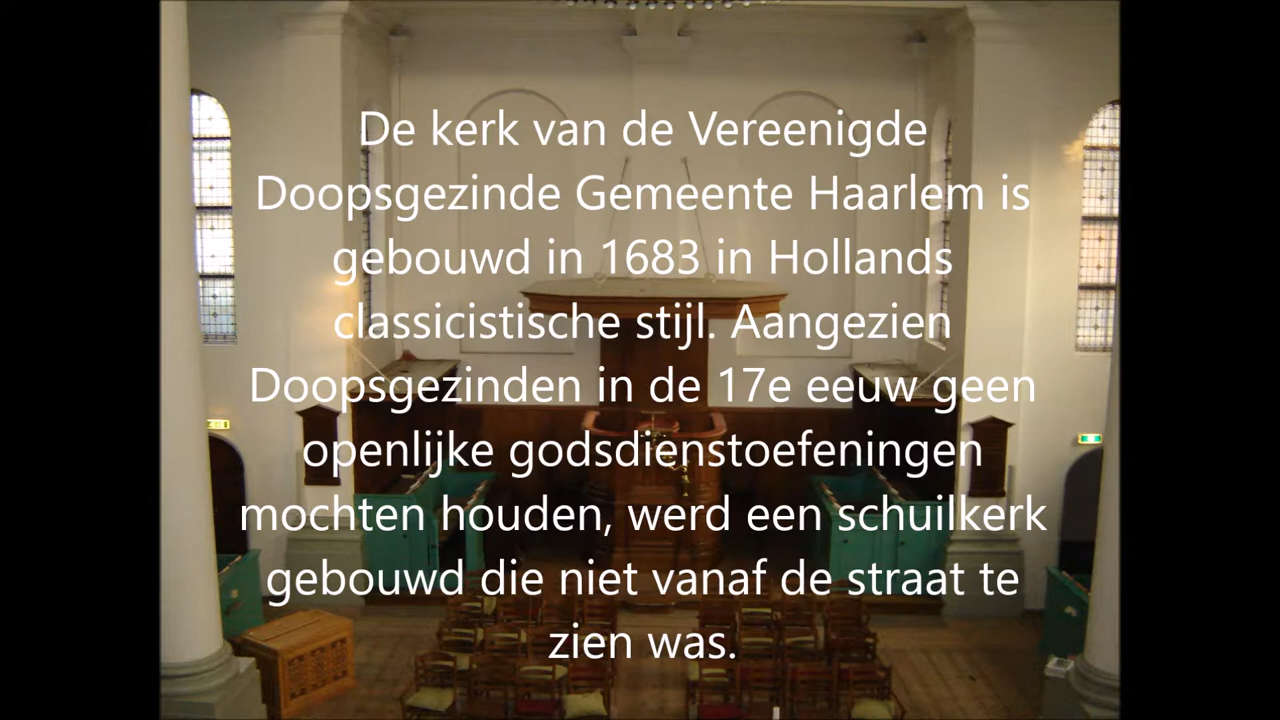 De kerk van de Vereenigde
Doopsgezinde Gemeente Haarlem is
gebouwd in 1683 in Hollands
classicistische stijl. Aangezien
Doopsgezinden in de 17e eeuw geen
openlijke godsdienstoefeningen
mochten houden, werd een schuilkerk
gebouwd die niet vanaf de straat te
zien was.